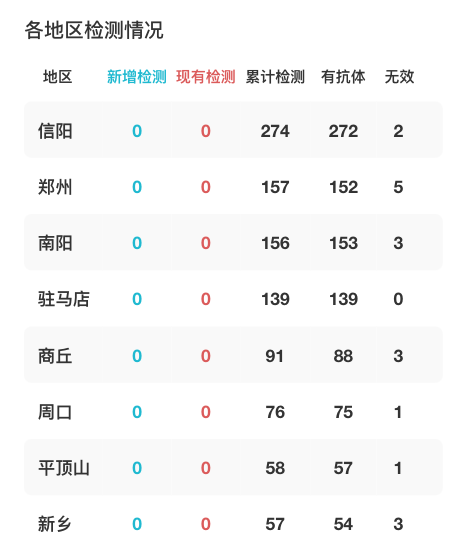 各地区检测情况
地区 新增检测 现有检测 累计检测 有抗体 无效
信阳 0 0 274 272 2
郑州 0 0 157 152 5
南阳 0 0 156 153 3
驻马店 0 0 139 139 0
商丘 0 0 91 88 3
周口 0 0 76 75 1
平顶山 0 0 58 57 1
新乡 0 0 57 54 3